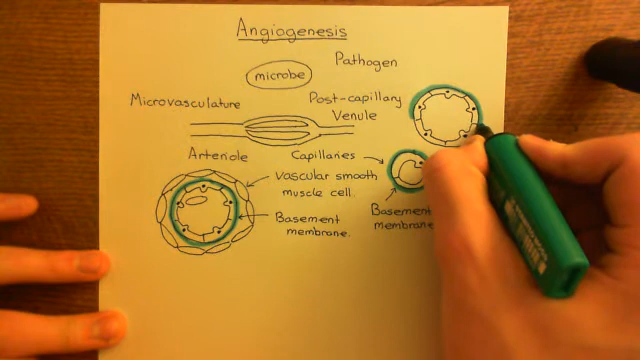 Angiogenesis
Pathogen
microbe
Microvasculature
Post-capillary
Venule
Arteriole
Capillaries
vascular smooth
muscle cell.
Basement
membrane.
Basement
membrane